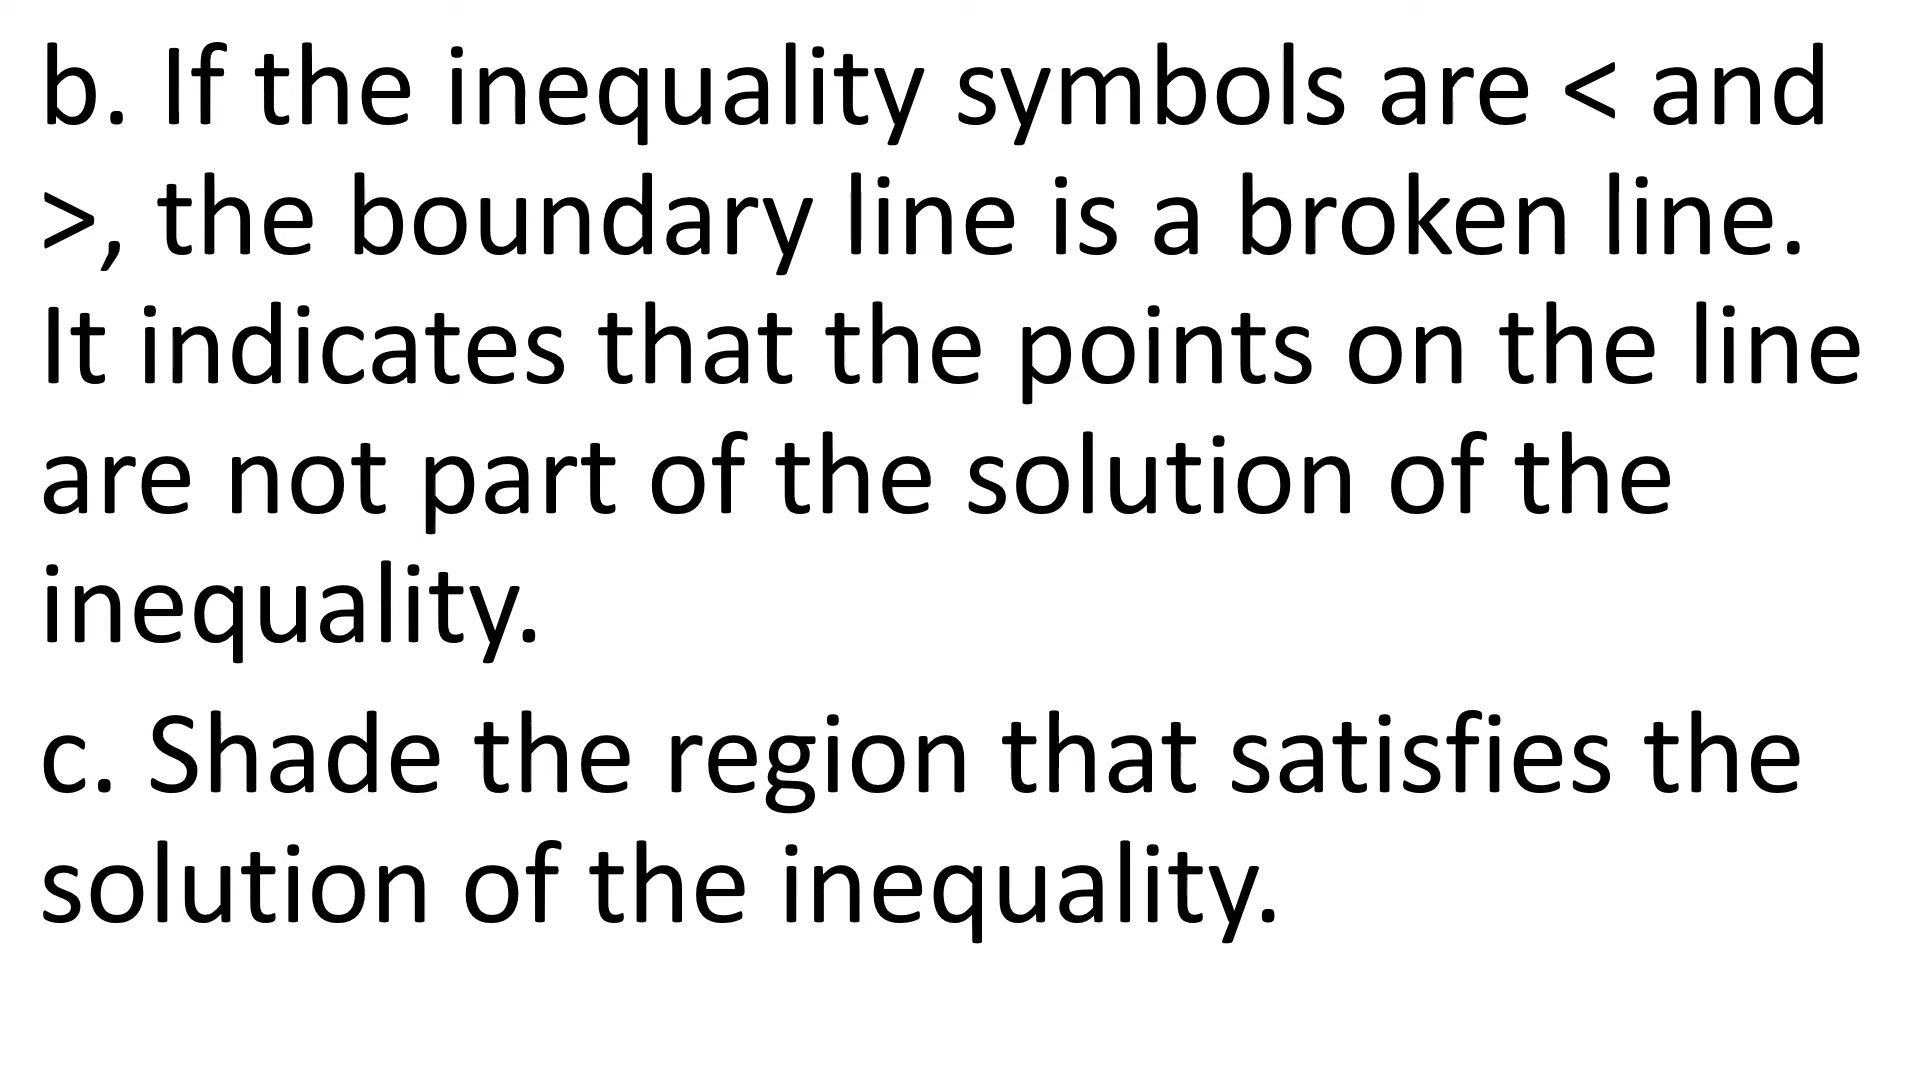 b. If the inequality symbols are < and
>, the boundary line is a broken line.
It indicates that the points on the line
are not part of the solution of the
inequality.
c. Shade the region that satisfies the
solution of the inequality.